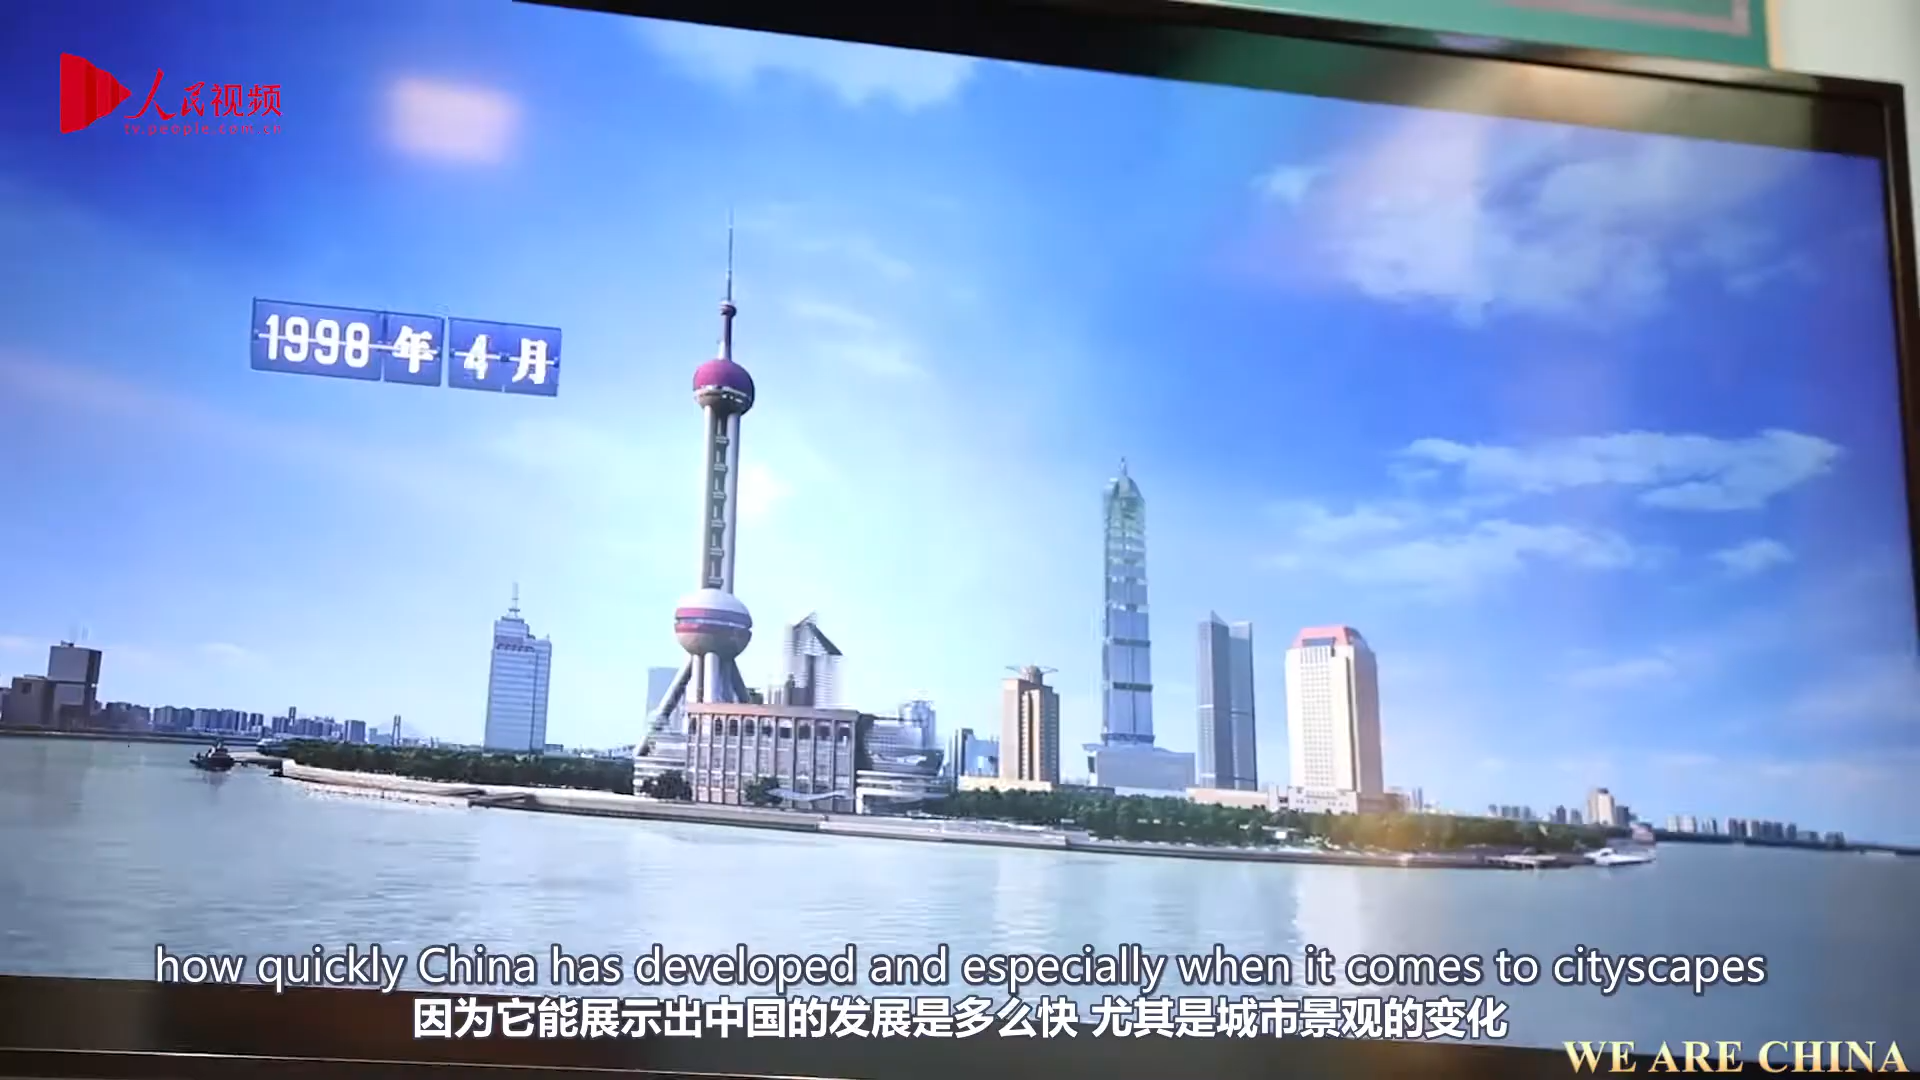 人民视频
tv.people.com.cn
1998年4月
how quickly China has developed and especially when it comes to cityscapes
因为它能展示出中国的发展是多么快 尤其是城市景观的变化
WE ARE CHINA